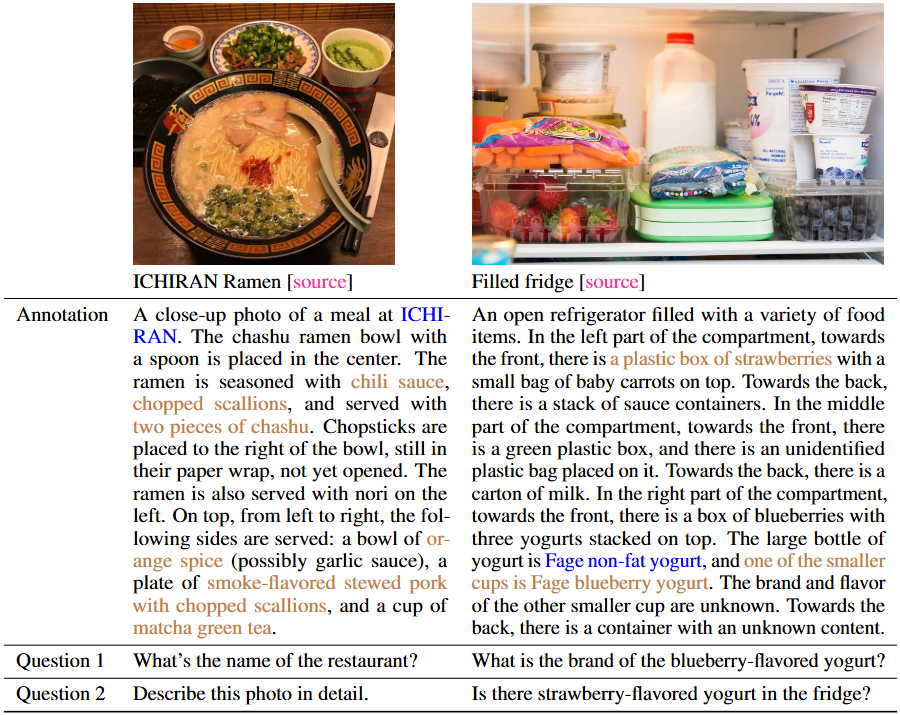 ICHIRAN Ramen [source]
Filled fridge [source]
Annotation
A close-up photo of a meal at ICHI-
RAN. The chashu ramen bowl with
a spoon is placed in the center. The
ramen is seasoned with chili sauce,
chopped scallions, and served with
two pieces of chashu. Chopsticks are
placed to the right of the bowl, still in
their paper wrap, not yet opened. The
ramen is also served with nori on the
left. On top, from left to right, the fol-
lowing sides are served: a bowl of or-
ange spice (possibly garlic sauce), a
plate of smoke-flavored stewed pork
with chopped scallions, and a cup of
matcha green tea.
An open refrigerator filled with a variety of food
items. In the left part of the compartment, towards
the front, there is a plastic box of strawberries with a
small bag of baby carrots on top. Towards the back,
there is a stack of sauce containers. In the middle
part of the compartment, towards the front, there
is a green plastic box, and there is an unidentified
plastic bag placed on it. Towards the back, there is a
carton of milk. In the right part of the compartment,
towards the front, there is a box of blueberries with
three yogurts stacked on top. The large bottle of
yogurt is Fage non-fat yogurt, and one of the smaller
cups is Fage blueberry yogurt. The brand and flavor
of the other smaller cup are unknown. Towards the
back, there is a container with an unknown content.
Question 1
What's the name of the restaurant?
What is the brand of the blueberry-flavored yogurt?
Question 2
Describe this photo in detail.
Is there strawberry-flavored yogurt in the fridge?